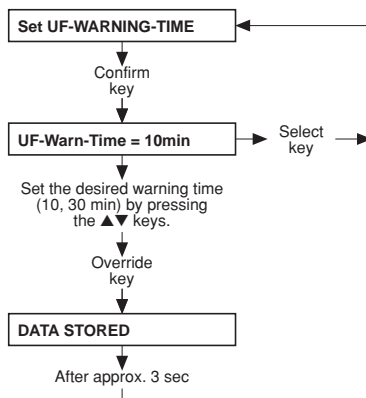 Set UF-WARNING-TIME
Confirm
key
UF-Warn-Time = 10min
Select
key
Set the desired warning time
(10, 30 min) by pressing
the ▲▼ keys.
Override
key
DATA STORED
After approx. 3 sec